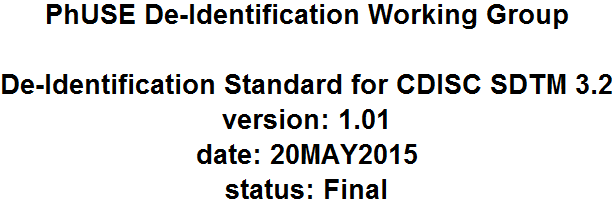 PhUSE De-Identification Working Group
De-Identification Standard for CDISC SDTM 3.2
version: 1.01
date: 20MAY2015
status: Final